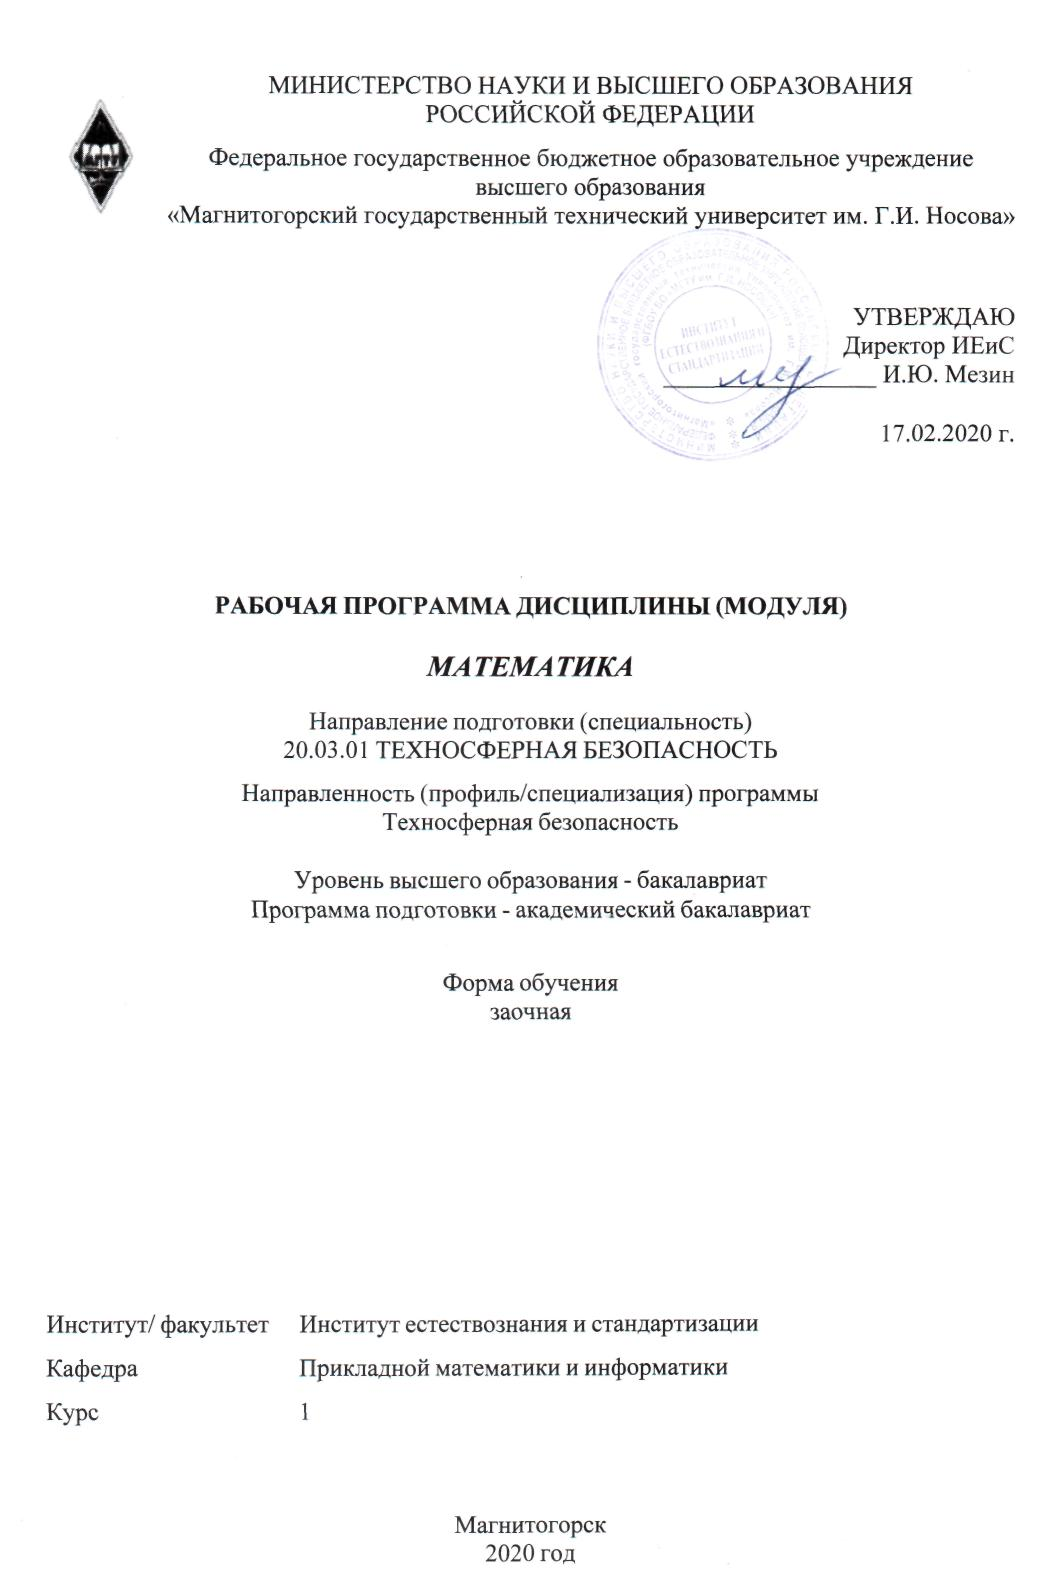 МИНИСТЕРСТВО НАУКИ И ВЫСШЕГО ОБРАЗОВАНИЯ
РОССИЙСКОЙ ФЕДЕРАЦИИ
Федеральное государственное бюджетное образовательное учреждение
высшего образования
«Магнитогорский государственный технический университет им. Г.И. Носова»
ИНСТИТУТ
ЕСТЕСТВОЗНАНИЯ И
СТАНДАРТИЗАЦИИ
УТВЕРЖДАЮ
Директор ИЕиС
И.Ю. Мезин
17.02.2020 г.
РАБОЧАЯ ПРОГРАММА ДИСЦИПЛИНЫ (МОДУЛЯ)
МАТЕМАТИКА
Направление подготовки (специальность)
20.03.01 ТЕХНОСФЕРНАЯ БЕЗОПАСНОСТЬ
Направленность (профиль/специализация) программы
Техносферная безопасность
Уровень высшего образования - бакалавриат
Программа подготовки - академический бакалавриат
Форма обучения
заочная
Институт/ факультет Институт естествознания и стандартизации
Кафедра Прикладной математики и информатики
Курс 1
Магнитогорск
2020 год